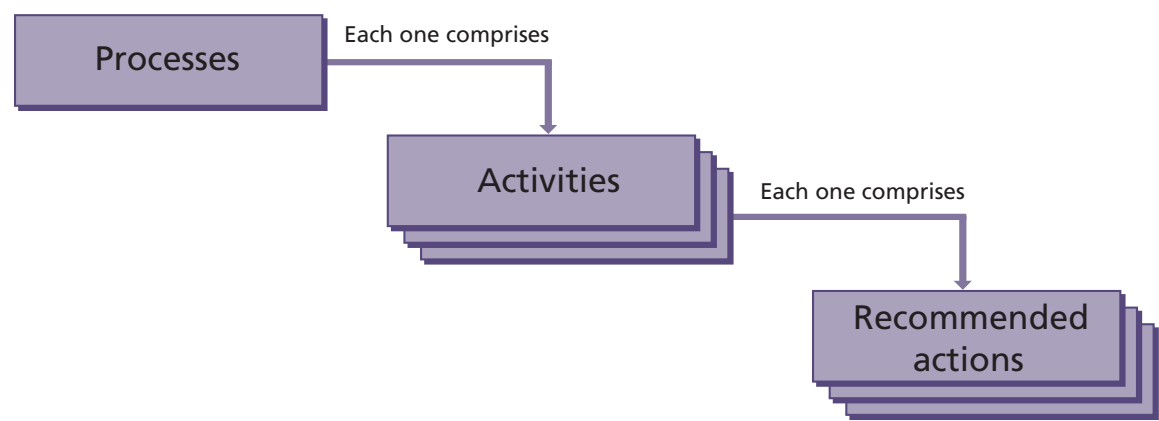 Processes
Each one comprises
Activities
Each one comprises
Recommended
actions